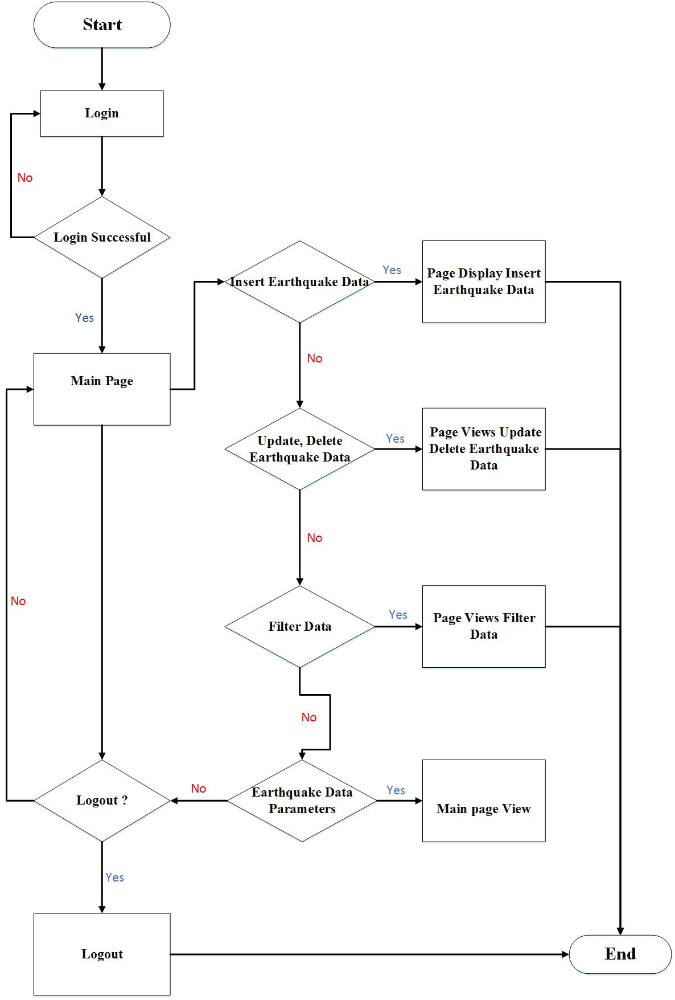 Start
Login
No
Login Successful
Yes
Insert Earthquake Data
Yes
Page Display Insert
Earthquake Data
No
Main Page
Update, Delete
Earthquake Data
Yes
Page Views Update
Delete Earthquake
Data
No
No
Filter Data
Yes
Page Views Filter
Data
No
Logout ?
No
Earthquake Data
Parameters
Yes
Main page View
Yes
Logout
End